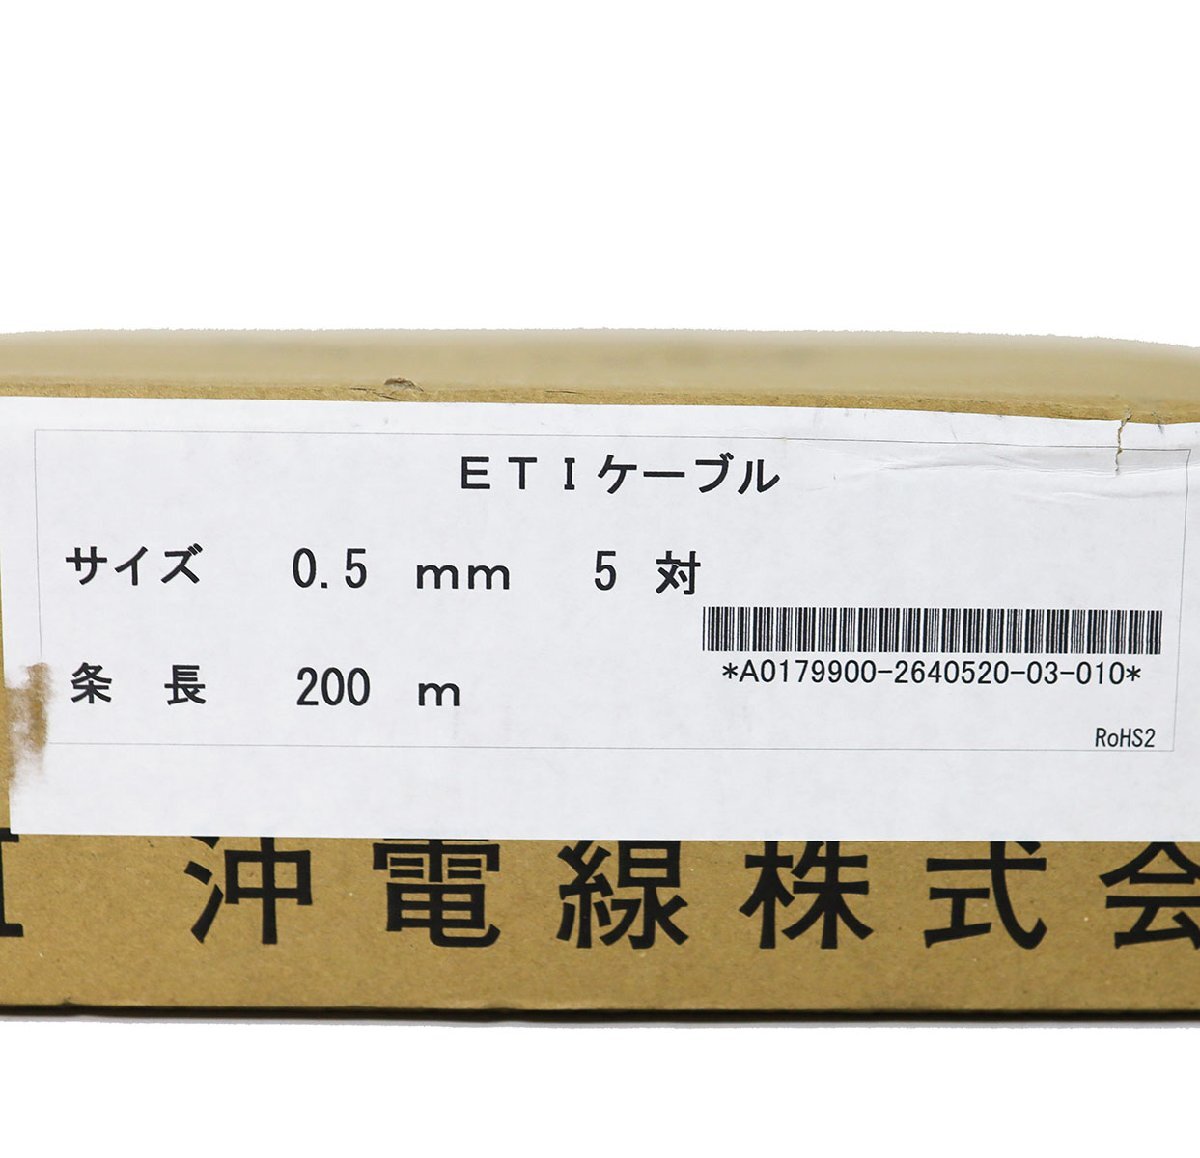 ETIケーブル
サイズ 0.5 mm 5 対
条 長 200 m
*A0179900-2640520-03-010*
RoHS2
沖電線株式会